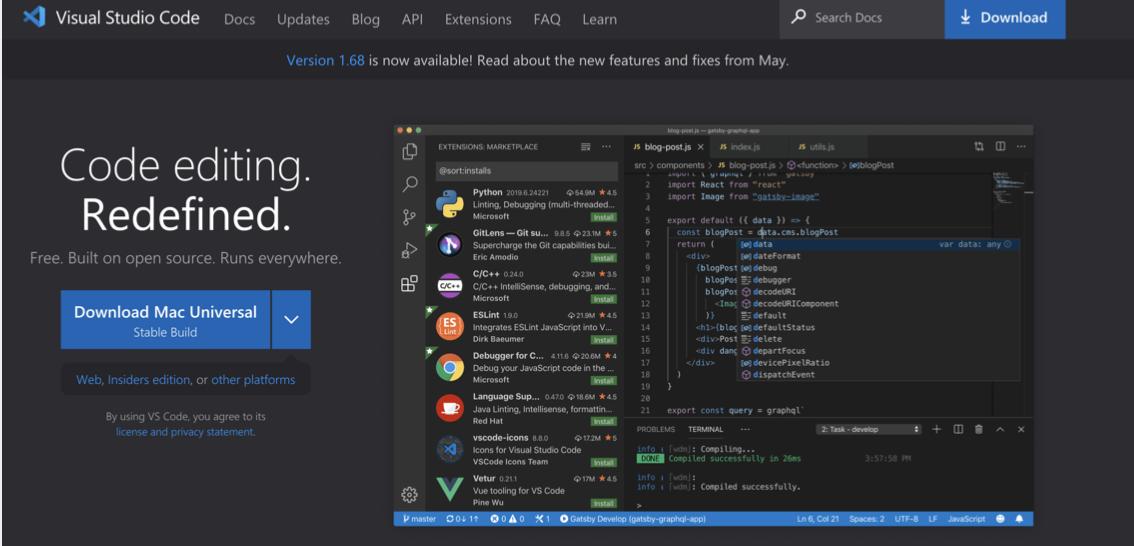 Visual Studio Code Docs Updates Blog API Extensions FAQ Learn Search Docs Download
Version 1.68 is now available! Read about the new features and fixes from May.
Code editing.
Redefined.
Free. Built on open source. Runs everywhere.
Download Mac Universal
Stable Build
Web, Insiders edition, or other platforms
By using VS Code, you agree to its
license and privacy statement.
blog-post.js — gatsby-graphql-app
EXTENSIONS: MARKETPLACE
@sort:installs
Python 2019.6.24221 54.9M 4.5
Linting, Debugging (multi-threaded...
Microsoft Install
GitLens — Git su... 9.8.5 23.1M 5
Supercharge the Git capabilities bui...
Eric Amodio Install
C/C++ 0.24.0 23M 3.5
C/C++ IntelliSense, debugging, and...
Microsoft Install
ESLint 1.9.0 21.9M 4.5
Integrates ESLint JavaScript into V...
Dirk Baeumer Install
Debugger for C... 4.11.6 20.6M 4
Debug your JavaScript code in the ...
Microsoft Install
Language Sup... 0.47.0 18.6M 4.5
Java Linting, Intellisense, formattin...
Red Hat Install
vscode-icons 8.8.0 17.2M 5
Icons for Visual Studio Code
VSCode Icons Team Install
Vetur 0.21.1 17M 4.5
Vue tooling for VS Code
Pine Wu Install
C/C++
ES
Lint
JS blog-post.js JS index.js JS utils.js
src > components > JS blog-post.js > <function> > blogPost
1 import { graphql } from "gatsby"
2 import React from "react"
3 import Image from "gatsby-image"
4
5 export default ({ data }) => {
6 const blogPost = data.cms.blogPost
7 return (
8 <div>
9 {blogPost
10 blogPos
11 blogPos
12 <Imag
13 )}
14 <h1>{blog
15 <div>Post
16 <div dang
17 </div>
18 )
19 }
20
21 export const query = graphql`
data var data: any
dateFormat
debug
debugger
decodeURI
decodeURIComponent
default
defaultStatus
delete
departFocus
devicePixelRatio
dispatchEvent
PROBLEMS TERMINAL ... 2: Task - develop
info : [wdm]: Compiling...
DONE Compiled successfully in 26ms 3:57:58 PM
info : [wdm]:
info : [wdm]: Compiled successfully.
>
master 0↓ 1↑ 0 0 1 Gatsby Develop (gatsby-graphql-app) Ln 6, Col 21 Spaces: 2 UTF-8 LF JavaScript